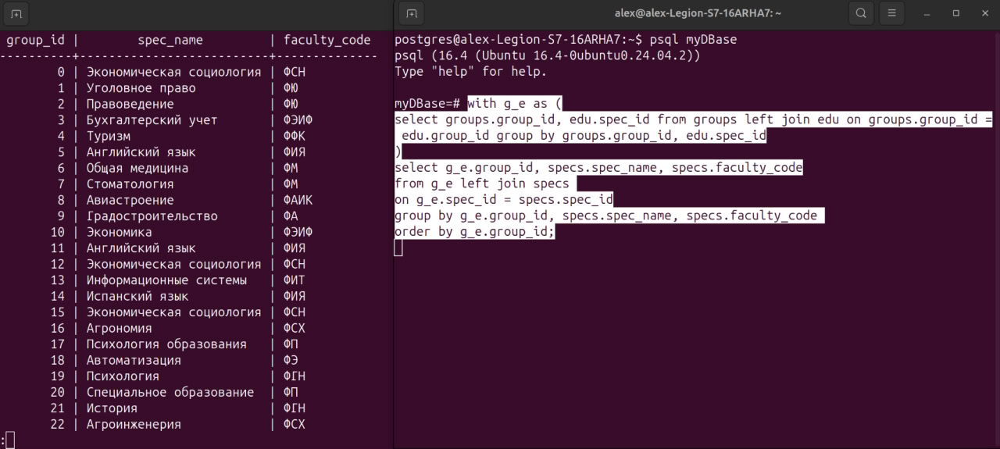 group_id | spec_name | faculty_code
----------+--------------------------+--------------
0 | Экономическая социология | ФСН
1 | Уголовное право | ФЮ
2 | Правоведение | ФЮ
3 | Бухгалтерский учет | ФЭИФ
4 | Туризм | ФФК
5 | Английский язык | ФИЯ
6 | Общая медицина | ФМ
7 | Стоматология | ФМ
8 | Авиастроение | ФАИК
9 | Градостроительство | ФА
10 | Экономика | ФЭИФ
11 | Английский язык | ФИЯ
12 | Экономическая социология | ФСН
13 | Информационные системы | ФИТ
14 | Испанский язык | ФИЯ
15 | Экономическая социология | ФСН
16 | Агрономия | ФСХ
17 | Психология образования | ФП
18 | Автоматизация | ФЭ
19 | Психология | ФГН
20 | Специальное образование | ФП
21 | История | ФГН
22 | Агроинженерия | ФСХ
:
alex@alex-Legion-S7-16ARHA7: ~
postgres@alex-Legion-S7-16ARHA7:~$ psql myDBase
psql (16.4 (Ubuntu 16.4-0ubuntu0.24.04.2))
Type "help" for help.
myDBase=# with g_e as (
select groups.group_id, edu.spec_id from groups left join edu on groups.group_id =
edu.group_id group by groups.group_id, edu.spec_id
)
select g_e.group_id, specs.spec_name, specs.faculty_code
from g_e left join specs
on g_e.spec_id = specs.spec_id
group by g_e.group_id, specs.spec_name, specs.faculty_code
order by g_e.group_id;